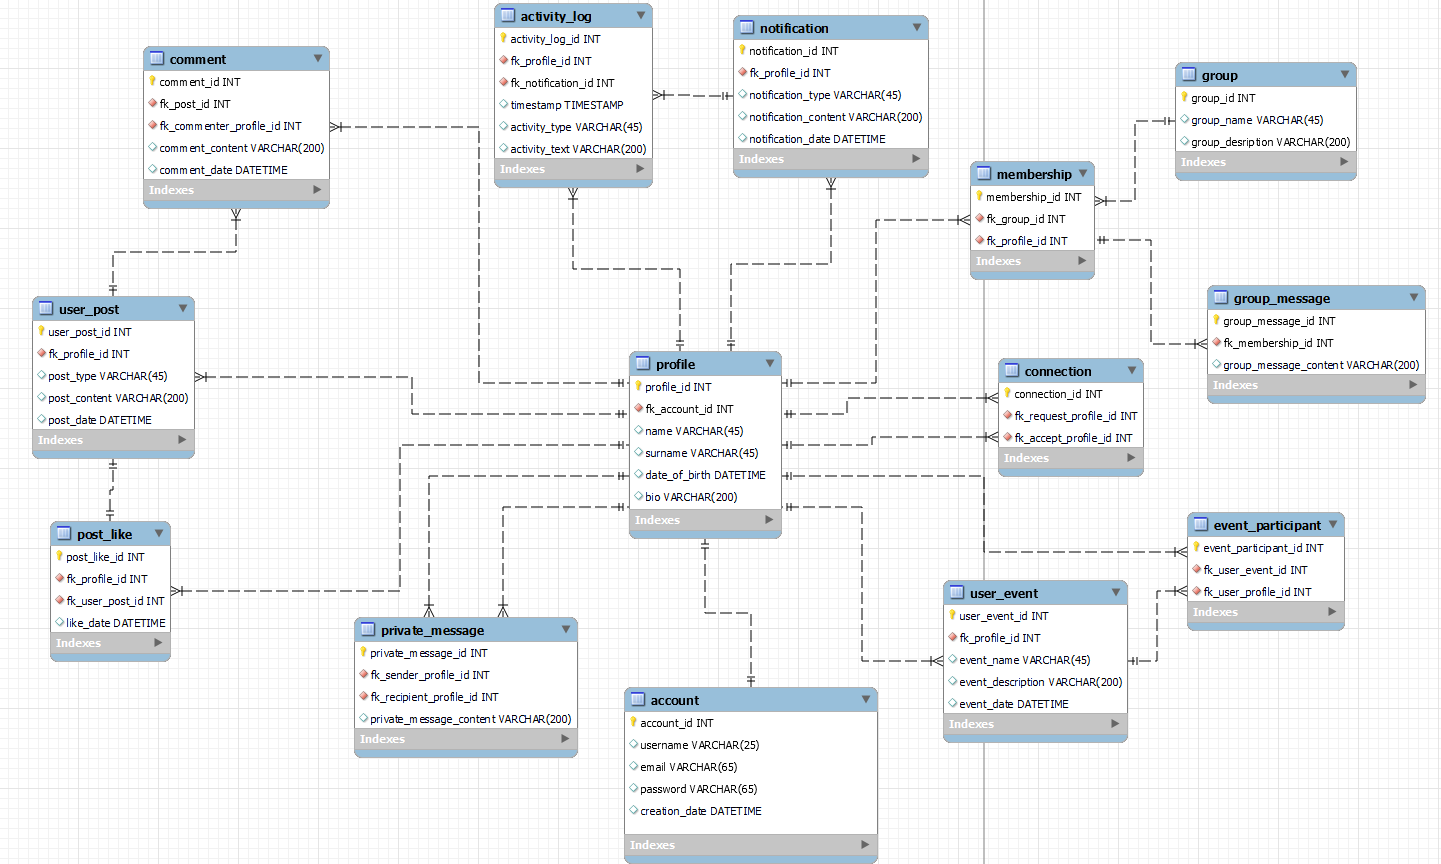 activity_log
activity_log_id INT
fk_profile_id INT
fk_notification_id INT
timestamp TIMESTAMP
activity_type VARCHAR(45)
activity_text VARCHAR(200)
Indexes
notification
notification_id INT
fk_profile_id INT
notification_type VARCHAR(45)
notification_content VARCHAR(200)
notification_date DATETIME
Indexes
comment
comment_id INT
fk_post_id INT
fk_commenter_profile_id INT
comment_content VARCHAR(200)
comment_date DATETIME
Indexes
group
group_id INT
group_name VARCHAR(45)
group_desription VARCHAR(200)
Indexes
membership
membership_id INT
fk_group_id INT
fk_profile_id INT
Indexes
group_message
group_message_id INT
fk_membership_id INT
group_message_content VARCHAR(200)
Indexes
user_post
user_post_id INT
fk_profile_id INT
post_type VARCHAR(45)
post_content VARCHAR(200)
post_date DATETIME
Indexes
profile
profile_id INT
fk_account_id INT
name VARCHAR(45)
surname VARCHAR(45)
date_of_birth DATETIME
bio VARCHAR(200)
Indexes
connection
connection_id INT
fk_request_profile_id INT
fk_accept_profile_id INT
Indexes
post_like
post_like_id INT
fk_profile_id INT
fk_user_post_id INT
like_date DATETIME
Indexes
event_participant
event_participant_id INT
fk_user_event_id INT
fk_user_profile_id INT
Indexes
user_event
user_event_id INT
fk_profile_id INT
event_name VARCHAR(45)
event_description VARCHAR(200)
event_date DATETIME
Indexes
private_message
private_message_id INT
fk_sender_profile_id INT
fk_recipient_profile_id INT
private_message_content VARCHAR(200)
Indexes
account
account_id INT
username VARCHAR(25)
email VARCHAR(65)
password VARCHAR(65)
creation_date DATETIME
Indexes